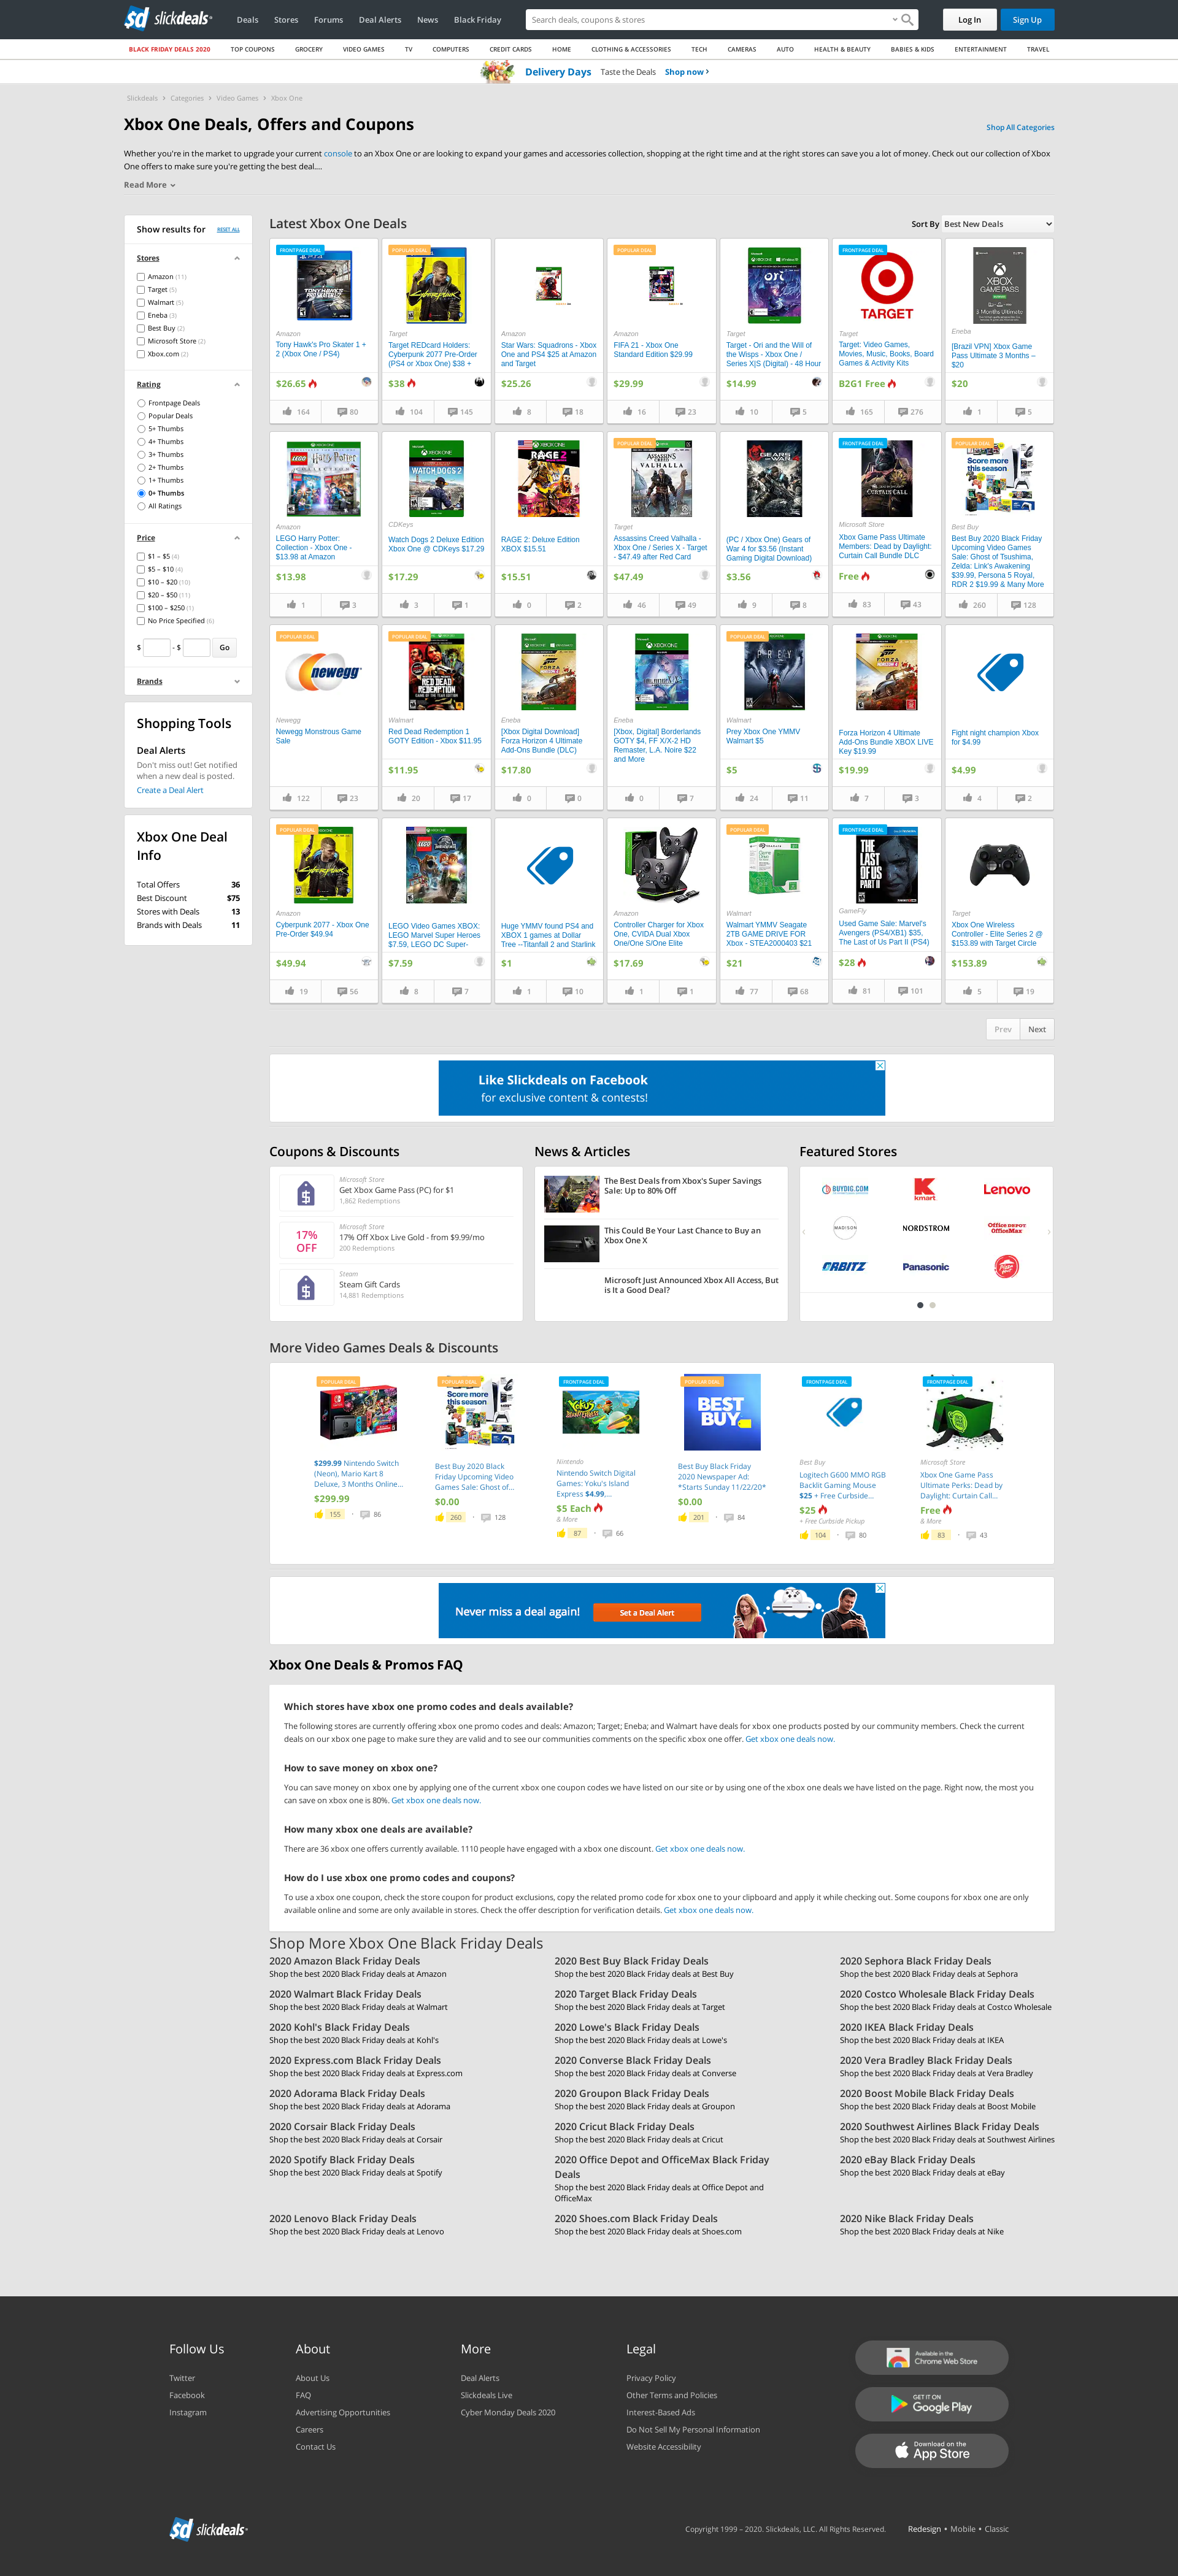 slickdeals
Deals Stores Forums Deal Alerts News Black Friday
Search deals, coupons & stores
Log In Sign Up
BLACK FRIDAY DEALS 2020 TOP COUPONS GROCERY VIDEO GAMES TV COMPUTERS CREDIT CARDS HOME CLOTHING & ACCESSORIES TECH CAMERAS AUTO HEALTH & BEAUTY BABIES & KIDS ENTERTAINMENT TRAVEL
Delivery Days Taste the Deals Shop now
Slickdeals Categories Video Games Xbox One
Xbox One Deals, Offers and Coupons
Shop All Categories
Whether you're in the market to upgrade your current console to an Xbox One or are looking to expand your games and accessories collection, shopping at the right time and at the right stores can save you a lot of money. Check out our collection of Xbox
One offers to make sure you're getting the best deal....
Read More
Show results for RESET ALL
Stores
Amazon (11)
Target (5)
Walmart (5)
Eneba (3)
Best Buy (2)
Microsoft Store (2)
Xbox.com (2)
Rating
Frontpage Deals
Popular Deals
5+ Thumbs
4+ Thumbs
3+ Thumbs
2+ Thumbs
1+ Thumbs
0+ Thumbs
All Ratings
Price
$1 – $5 (4)
$5 – $10 (4)
$10 – $20 (10)
$20 – $50 (11)
$100 – $250 (1)
No Price Specified (6)
$ - $ Go
Brands
Shopping Tools
Deal Alerts
Don't miss out! Get notified
when a new deal is posted.
Create a Deal Alert
Xbox One Deal
Info
Total Offers 36
Best Discount $75
Stores with Deals 13
Brands with Deals 11
Latest Xbox One Deals
Sort By Best New Deals
FRONTPAGE DEAL
Amazon
Tony Hawk's Pro Skater 1 +
2 (Xbox One / PS4)
$26.65
164 80
POPULAR DEAL
Target
Target REDcard Holders:
Cyberpunk 2077 Pre-Order
(PS4 or Xbox One) $38 +
$38
104 145
Amazon
Star Wars: Squadrons - Xbox
One and PS4 $25 at Amazon
and Target
$25.26
8 18
POPULAR DEAL
Amazon
FIFA 21 - Xbox One
Standard Edition $29.99
$29.99
16 23
Target
Target - Ori and the Will of
the Wisps - Xbox One /
Series X|S (Digital) - 48 Hour
$14.99
10 5
FRONTPAGE DEAL
TARGET
Target
Target: Video Games,
Movies, Music, Books, Board
Games & Activity Kits
B2G1 Free
165 276
XBOX
GAME PASS
3 Months Ultimate
Eneba
[Brazil VPN] Xbox Game
Pass Ultimate 3 Months –
$20
$20
1 5
Amazon
LEGO Harry Potter:
Collection - Xbox One -
$13.98 at Amazon
$13.98
1 3
WATCH DOGS 2
CDKeys
Watch Dogs 2 Deluxe Edition
Xbox One @ CDKeys $17.29
$17.29
3 1
RAGE 2
RAGE 2: Deluxe Edition
XBOX $15.51
$15.51
0 2
POPULAR DEAL
ASSASSIN'S
CREED
VALHALLA
Target
Assassins Creed Valhalla -
Xbox One / Series X - Target
- $47.49 after Red Card
$47.49
46 49
GEARS
WAR
(PC / Xbox One) Gears of
War 4 for $3.56 (Instant
Gaming Digital Download)
$3.56
9 8
FRONTPAGE DEAL
CURTAIN CALL
Microsoft Store
Xbox Game Pass Ultimate
Members: Dead by Daylight:
Curtain Call Bundle DLC
Free
83 43
POPULAR DEAL
Score more
this season
Best Buy
Best Buy 2020 Black Friday
Upcoming Video Games
Sale: Ghost of Tsushima,
Zelda: Link's Awakening
$39.99, Persona 5 Royal,
RDR 2 $19.99 & Many More
260 128
POPULAR DEAL
newegg
Newegg
Newegg Monstrous Game
Sale
122 23
POPULAR DEAL
RED DEAD
REDEMPTION
Walmart
Red Dead Redemption 1
GOTY Edition - Xbox $11.95
$11.95
20 17
FORZA
Eneba
[Xbox Digital Download]
Forza Horizon 4 Ultimate
Add-Ons Bundle (DLC)
$17.80
0 0
XBOX ONE
Eneba
[Xbox, Digital] Borderlands
GOTY $4, FF X/X-2 HD
Remaster, L.A. Noire $22
and More
0 7
POPULAR DEAL
PREY
Walmart
Prey Xbox One YMMV
Walmart $5
$5
24 11
FORZA
Forza Horizon 4 Ultimate
Add-Ons Bundle XBOX LIVE
Key $19.99
$19.99
7 3
Fight night champion Xbox
for $4.99
$4.99
4 2
POPULAR DEAL
Amazon
Cyberpunk 2077 - Xbox One
Pre-Order $49.94
$49.94
19 56
LEGO Video Games XBOX:
LEGO Marvel Super Heroes
$7.59, LEGO DC Super-
$7.59
8 7
Huge YMMV found PS4 and
XBOX 1 games at Dollar
Tree --Titanfall 2 and Starlink
$1
1 10
Amazon
Controller Charger for Xbox
One, CVIDA Dual Xbox
One/One S/One Elite
$17.69
1 1
POPULAR DEAL
Walmart
Walmart YMMV Seagate
2TB GAME DRIVE FOR
Xbox - STEA2000403 $21
$21
77 68
FRONTPAGE DEAL
THE LAST
OF US
PART II
GameFly
Used Game Sale: Marvel's
Avengers (PS4/XB1) $35,
The Last of Us Part II (PS4)
$28
81 101
Target
Xbox One Wireless
Controller - Elite Series 2 @
$153.89 with Target Circle
$153.89
5 19
Prev Next
Like Slickdeals on Facebook
for exclusive content & contests!
Coupons & Discounts
Microsoft Store
Get Xbox Game Pass (PC) for $1
1,862 Redemptions
17%
OFF
Microsoft Store
17% Off Xbox Live Gold - from $9.99/mo
200 Redemptions
Steam
Steam Gift Cards
14,881 Redemptions
News & Articles
The Best Deals from Xbox's Super Savings
Sale: Up to 80% Off
This Could Be Your Last Chance to Buy an
Xbox One X
Microsoft Just Announced Xbox All Access, But
is It a Good Deal?
Featured Stores
BUYDIG.COM kmart Lenovo
MADISON NORDSTROM Office DEPOT
OfficeMax
ORBITZ Panasonic
More Video Games Deals & Discounts
POPULAR DEAL
$299.99 Nintendo Switch
(Neon), Mario Kart 8
Deluxe, 3 Months Online...
$299.99
155 86
POPULAR DEAL
Score more
this season
Best Buy 2020 Black
Friday Upcoming Video
Games Sale: Ghost of...
$0.00
260 128
FRONTPAGE DEAL
Nintendo
Nintendo Switch Digital
Games: Yoku's Island
Express $4.99,...
$5 Each
& More
87 66
POPULAR DEAL
BEST
BUY
Best Buy Black Friday
2020 Newspaper Ad:
*Starts Sunday 11/22/20*
$0.00
201 84
FRONTPAGE DEAL
Best Buy
Logitech G600 MMO RGB
Backlit Gaming Mouse
$25 + Free Curbside...
$25
+ Free Curbside Pickup
104 80
FRONTPAGE DEAL
Microsoft Store
Xbox One Game Pass
Ultimate Perks: Dead by
Daylight: Curtain Call...
Free
& More
83 43
Never miss a deal again! Set a Deal Alert
Xbox One Deals & Promos FAQ
Which stores have xbox one promo codes and deals available?
The following stores are currently offering xbox one promo codes and deals: Amazon; Target; Eneba; and Walmart have deals for xbox one products posted by our community members. Check the current
deals on our xbox one page to make sure they are valid and to see our communities comments on the specific xbox one offer. Get xbox one deals now.
How to save money on xbox one?
You can save money on xbox one by applying one of the current xbox one coupon codes we have listed on our site or by using one of the xbox one deals we have listed on the page. Right now, the most you
can save on xbox one is 80%. Get xbox one deals now.
How many xbox one deals are available?
There are 36 xbox one offers currently available. 1110 people have engaged with a xbox one discount. Get xbox one deals now.
How do I use xbox one promo codes and coupons?
To use a xbox one coupon, check the store coupon for product exclusions, copy the related promo code for xbox one to your clipboard and apply it while checking out. Some coupons for xbox one are only
available online and some are only available in stores. Check the offer description for verification details. Get xbox one deals now.
Shop More Xbox One Black Friday Deals
2020 Amazon Black Friday Deals
Shop the best 2020 Black Friday deals at Amazon
2020 Best Buy Black Friday Deals
Shop the best 2020 Black Friday deals at Best Buy
2020 Sephora Black Friday Deals
Shop the best 2020 Black Friday deals at Sephora
2020 Walmart Black Friday Deals
Shop the best 2020 Black Friday deals at Walmart
2020 Target Black Friday Deals
Shop the best 2020 Black Friday deals at Target
2020 Costco Wholesale Black Friday Deals
Shop the best 2020 Black Friday deals at Costco Wholesale
2020 Kohl's Black Friday Deals
Shop the best 2020 Black Friday deals at Kohl's
2020 Lowe's Black Friday Deals
Shop the best 2020 Black Friday deals at Lowe's
2020 IKEA Black Friday Deals
Shop the best 2020 Black Friday deals at IKEA
2020 Express.com Black Friday Deals
Shop the best 2020 Black Friday deals at Express.com
2020 Converse Black Friday Deals
Shop the best 2020 Black Friday deals at Converse
2020 Vera Bradley Black Friday Deals
Shop the best 2020 Black Friday deals at Vera Bradley
2020 Adorama Black Friday Deals
Shop the best 2020 Black Friday deals at Adorama
2020 Groupon Black Friday Deals
Shop the best 2020 Black Friday deals at Groupon
2020 Boost Mobile Black Friday Deals
Shop the best 2020 Black Friday deals at Boost Mobile
2020 Corsair Black Friday Deals
Shop the best 2020 Black Friday deals at Corsair
2020 Cricut Black Friday Deals
Shop the best 2020 Black Friday deals at Cricut
2020 Southwest Airlines Black Friday Deals
Shop the best 2020 Black Friday deals at Southwest Airlines
2020 Spotify Black Friday Deals
Shop the best 2020 Black Friday deals at Spotify
2020 Office Depot and OfficeMax Black Friday
Deals
Shop the best 2020 Black Friday deals at Office Depot and
OfficeMax
2020 eBay Black Friday Deals
Shop the best 2020 Black Friday deals at eBay
2020 Lenovo Black Friday Deals
Shop the best 2020 Black Friday deals at Lenovo
2020 Shoes.com Black Friday Deals
Shop the best 2020 Black Friday deals at Shoes.com
2020 Nike Black Friday Deals
Shop the best 2020 Black Friday deals at Nike
Follow Us
Twitter
Facebook
Instagram
About
About Us
FAQ
Advertising Opportunities
Careers
Contact Us
More
Deal Alerts
Slickdeals Live
Cyber Monday Deals 2020
Legal
Privacy Policy
Other Terms and Policies
Interest-Based Ads
Do Not Sell My Personal Information
Website Accessibility
Available in the
Chrome Web Store
GET IT ON
Google Play
Download on the
App Store
slickdeals
Copyright 1999 – 2020. Slickdeals, LLC. All Rights Reserved. Redesign • Mobile • Classic